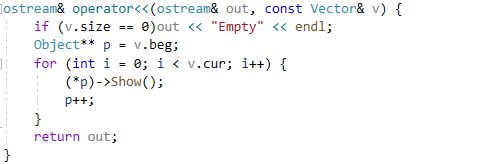 ostream& operator<<(ostream& out, const Vector& v) {
if (v.size == 0)out << "Empty" << endl;
Object** p = v.beg;
for (int i = 0; i < v.cur; i++) {
(*p)->Show();
p++;
}
return out;
}